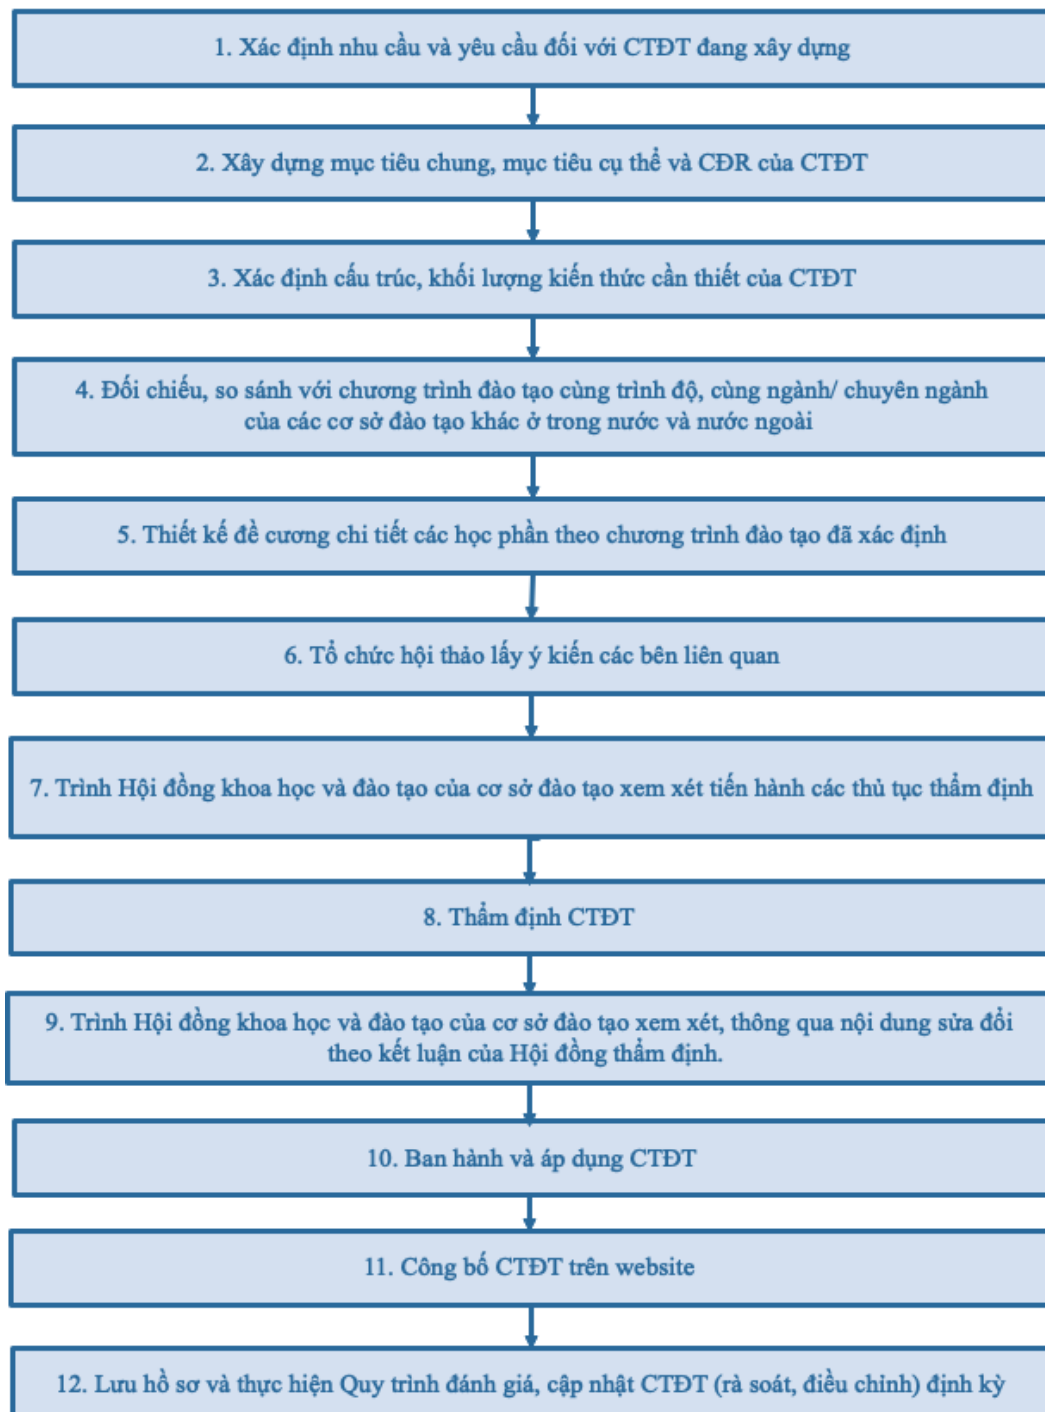 1. Xác định nhu cầu và yêu cầu đối với CTĐT đang xây dựng
2. Xây dựng mục tiêu chung, mục tiêu cụ thể và CĐR của CTĐT
3. Xác định cấu trúc, khối lượng kiến thức cần thiết của CTĐT
4. Đối chiếu, so sánh với chương trình đào tạo cùng trình độ, cùng ngành/ chuyên ngành
của các cơ sở đào tạo khác ở trong nước và nước ngoài
5. Thiết kế đề cương chi tiết các học phần theo chương trình đào tạo đã xác định
6. Tổ chức hội thảo lấy ý kiến các bên liên quan
7. Trình Hội đồng khoa học và đào tạo của cơ sở đào tạo xem xét tiến hành các thủ tục thẩm định
8. Thẩm định CTĐT
9. Trình Hội đồng khoa học và đào tạo của cơ sở đào tạo xem xét, thông qua nội dung sửa đổi
theo kết luận của Hội đồng thẩm định.
10. Ban hành và áp dụng CTĐT
11. Công bố CTĐT trên website
12. Lưu hồ sơ và thực hiện Quy trình đánh giá, cập nhật CTĐT (rà soát, điều chỉnh) định kỳ